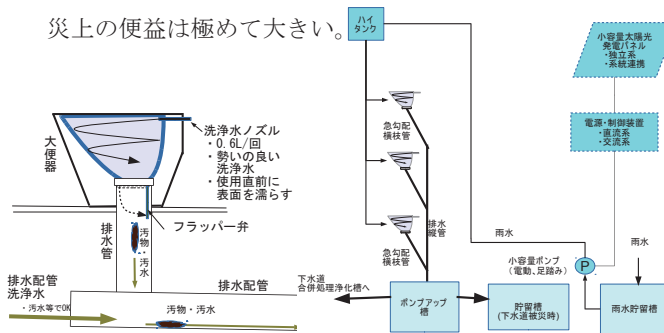 災上の便益は極めて大きい。
大便器
洗浄水ノズル
・0.6L/回
・勢いの良い
洗浄水
・使用直前に
表面を濡らす
フラッパー弁
排水管
汚物・汚水
排水配管
洗浄水
・汚水等でOK
排水配管
汚物・汚水
ハイ
タンク
急勾配
横枝管
急勾配
横枝管
排水
縦管
下水道
合併処理浄化槽へ
ポンプアップ
槽
貯留槽
(下水道被災時)
小容量太陽光
発電パネル
・独立系
・系統連携
電源・制御装置
・直流系
・交流系
雨水
雨水
小容量ポンプ
(電動、足踏み)
P
雨水貯留槽